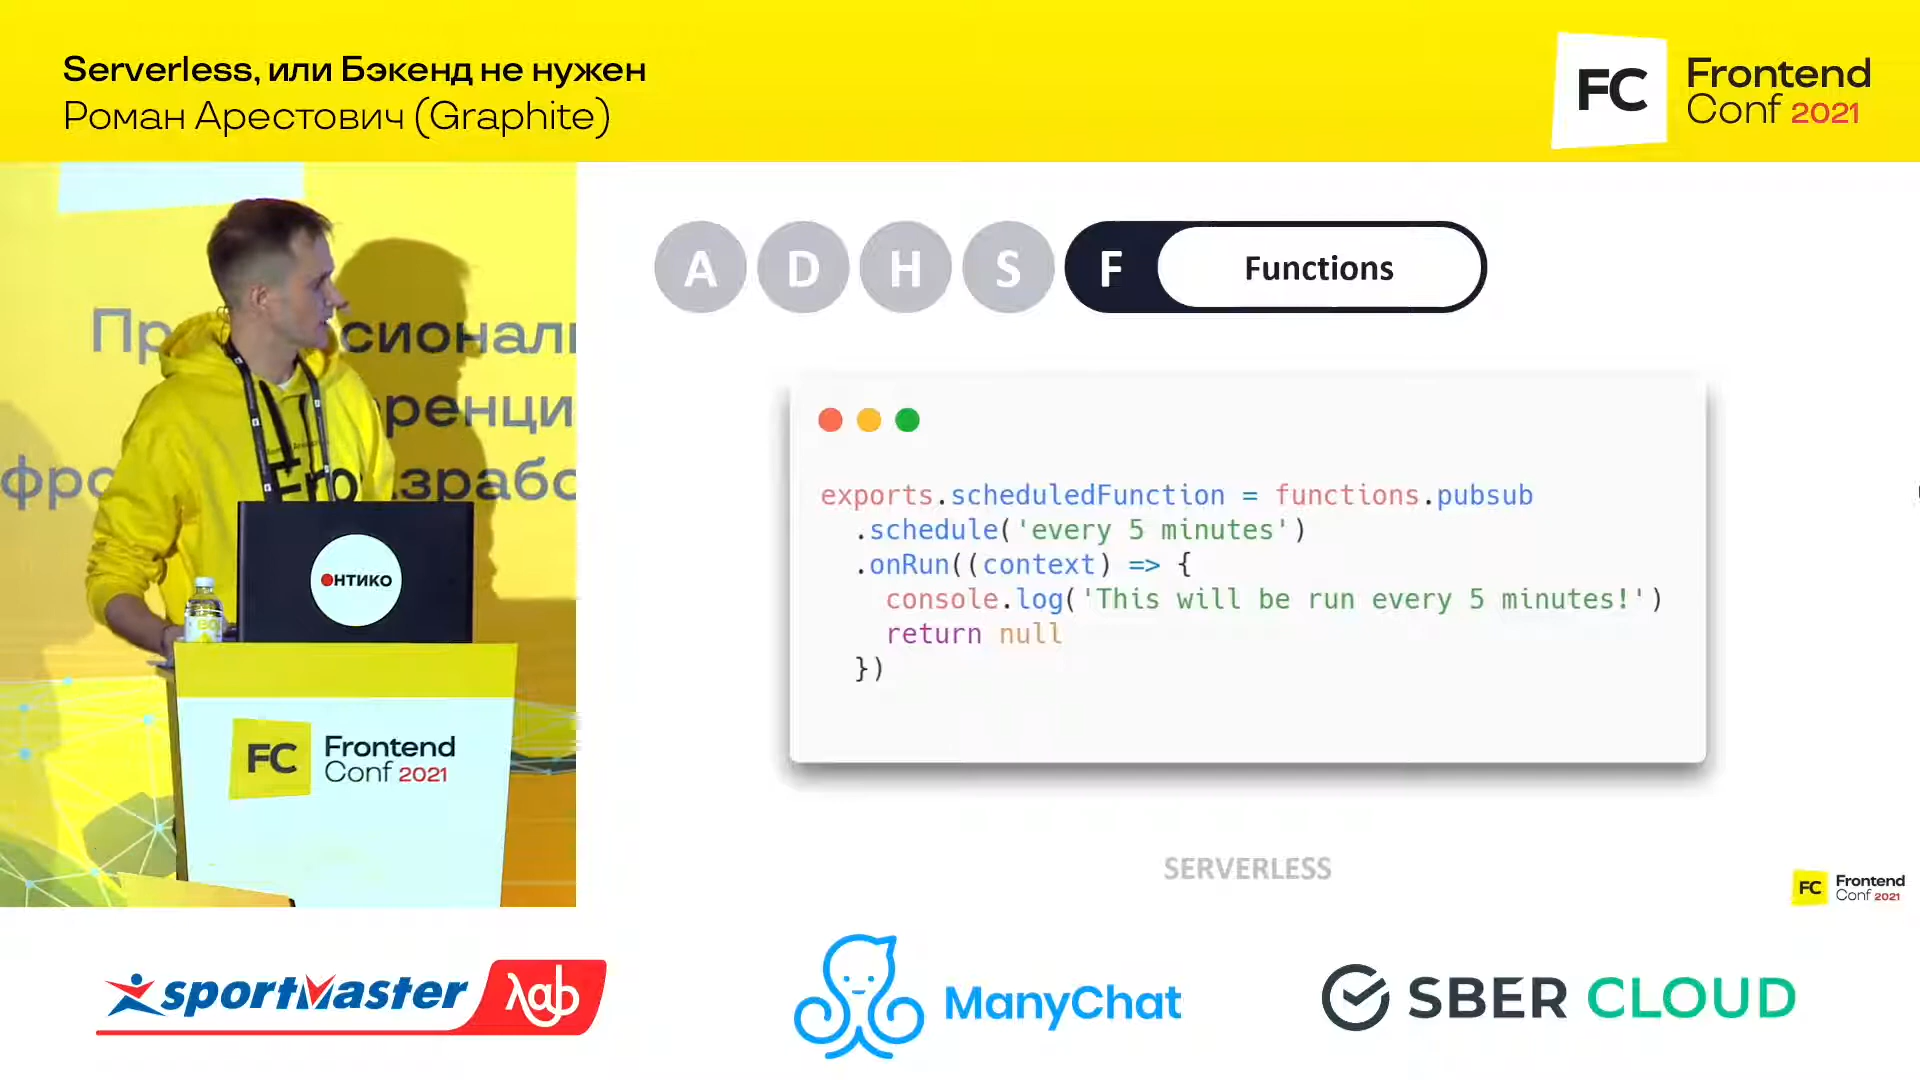 Serverless, или Бэкенд не нужен
Роман Арестович (Graphite)
FC
Frontend
Conf 2021
A D H S F Functions
exports.scheduledFunction = functions.pubsub
.schedule('every 5 minutes')
.onRun((context) => {
console.log('This will be run every 5 minutes!')
return null
})
SERVERLESS
FC
Frontend
Conf 2021
ОНТИКО
FC
Frontend
Conf 2021
sportmaster
λab
ManyChat
SBER CLOUD